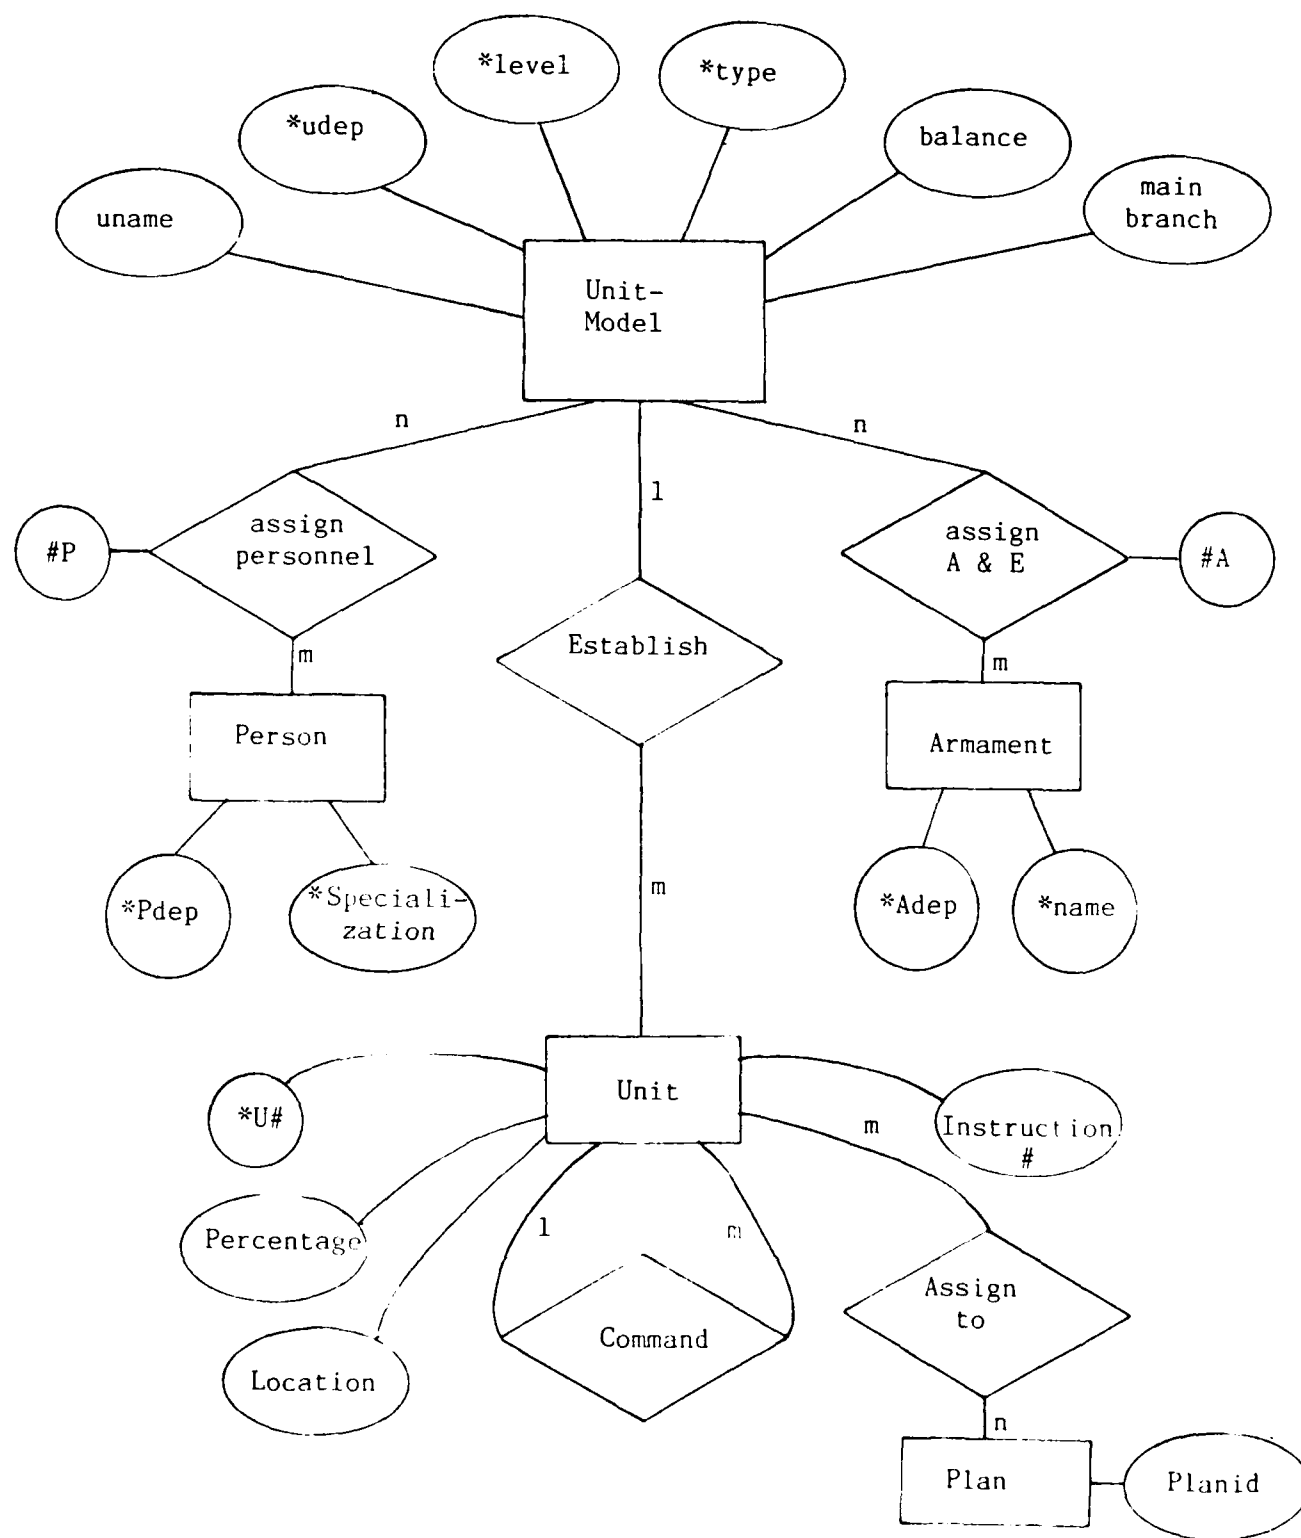 *level
*type
*udep
balance
main
branch
uname
Unit-
Model
n
n
1
assign
personnel
#P
assign
A & E
#A
Establish
m
m
Person
Armament
m
*Pdep
*Speciali-
zation
*Adep
*name
Unit
*U#
m
Instruction
#
Percentage
1
m
Assign
to
Command
Location
n
Plan
Planid